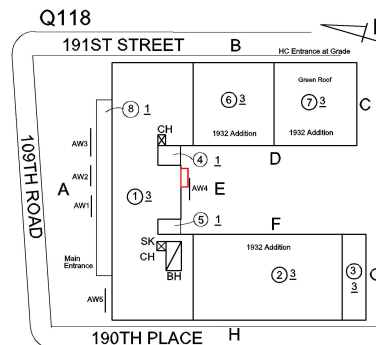 Q118
191ST STREET
B
HC Entrance at Grade
Green Roof
8 1
6 3
7 3
C
1932 Addition
1932 Addition
CH
AW3
4 1
D
109TH ROAD
A
AW2
AW4
E
1 3
AW1
5 1
F
SK
CH
1932 Addition
Main
Entrance
BH
2 3
3
3
AW5
190TH PLACE
H